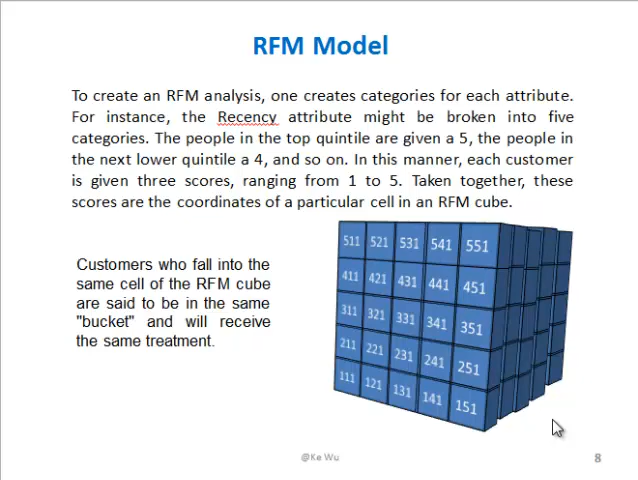 RFM Model
To create an RFM analysis, one creates categories for each attribute.
For instance, the Recency attribute might be broken into five
categories. The people in the top quintile are given a 5, the people in
the next lower quintile a 4, and so on. In this manner, each customer
is given three scores, ranging from 1 to 5. Taken together, these
scores are the coordinates of a particular cell in an RFM cube.
Customers who fall into the
same cell of the RFM cube
are said to be in the same
"bucket" and will receive
the same treatment.
511 521 531 541 551
411 421 431 441 451
311 321 331 341 351
211 221 231 241 251
111 121 131 141 151
@Ke Wu
8